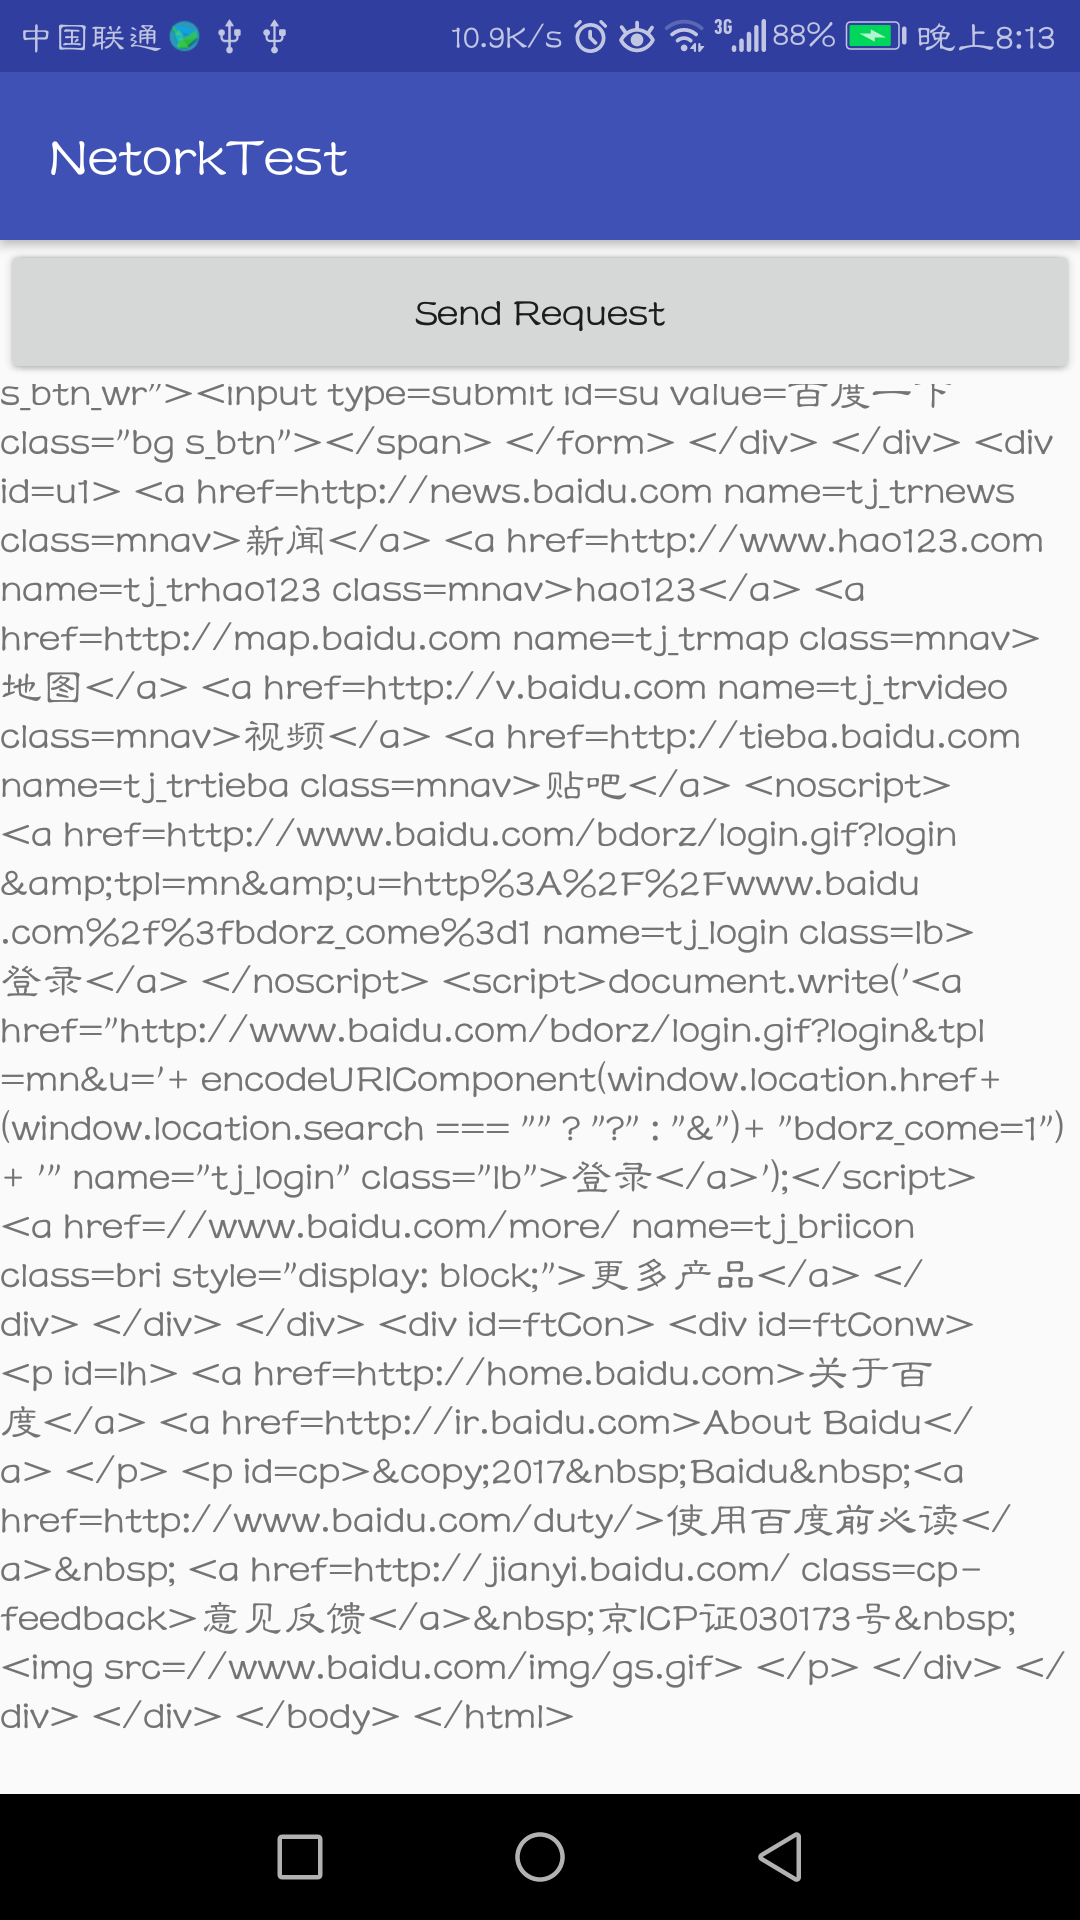 中国联通 10.9K/s 3G 88% 晚上8:13
NetorkTest
Send Request
s_btn_wr"><input type=submit id=su value=百度一下
class="bg s_btn"></span> </form> </div> </div> <div
id=u1> <a href=http://news.baidu.com name=tj_trnews
class=mnav>新闻</a> <a href=http://www.hao123.com
name=tj_trhao123 class=mnav>hao123</a> <a
href=http://map.baidu.com name=tj_trmap class=mnav>
地图</a> <a href=http://v.baidu.com name=tj_trvideo
class=mnav>视频</a> <a href=http://tieba.baidu.com
name=tj_trtieba class=mnav>贴吧</a> <noscript>
<a href=http://www.baidu.com/bdorz/login.gif?login
&amp;tpl=mn&amp;u=http%3A%2F%2Fwww.baidu
.com%2f%3fbdorz_come%3d1 name=tj_login class=lb>
登录</a> </noscript> <script>document.write('<a
href="http://www.baidu.com/bdorz/login.gif?login&tpl
=mn&u='+ encodeURIComponent(window.location.href+
(window.location.search === "" ? "?" : "&")+ "bdorz_come=1")
+ '" name="tj_login" class="lb">登录</a>');</script>
<a href=//www.baidu.com/more/ name=tj_briicon
class=bri style="display: block;">更多产品</a> </
div> </div> </div> <div id=ftCon> <div id=ftConw>
<p id=lh> <a href=http://home.baidu.com>关于百
度</a> <a href=http://ir.baidu.com>About Baidu</
a> </p> <p id=cp>&copy;2017&nbsp;Baidu&nbsp;<a
href=http://www.baidu.com/duty/>使用百度前必读</
a>&nbsp; <a href=http://jianyi.baidu.com/ class=cp-
feedback>意见反馈</a>&nbsp;京ICP证030173号&nbsp;
<img src=//www.baidu.com/img/gs.gif> </p> </div> </
div> </div> </body> </html>